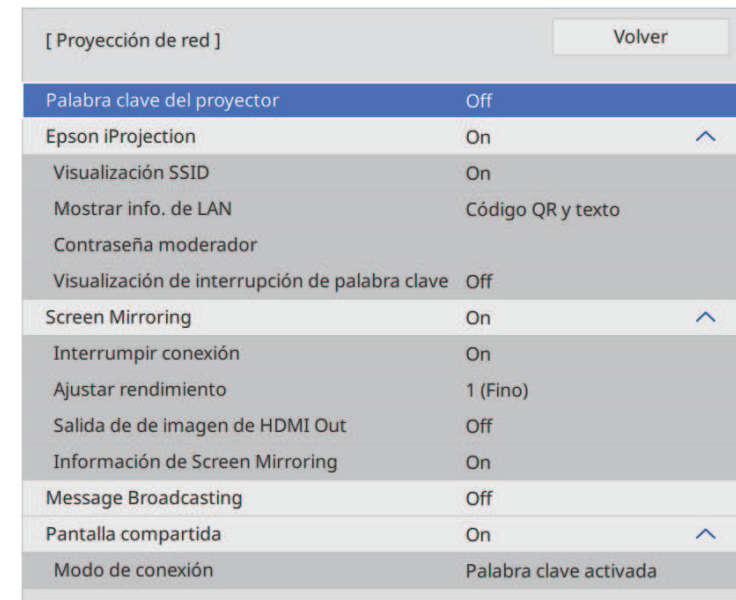 [ Proyección de red ]
Volver
Palabra clave del proyector Off
Epson iProjection On
Visualización SSID On
Mostrar info. de LAN Código QR y texto
Contraseña moderador
Visualización de interrupción de palabra clave Off
Screen Mirroring On
Interrumpir conexión On
Ajustar rendimiento 1 (Fino)
Salida de de imagen de HDMI Out Off
Información de Screen Mirroring On
Message Broadcasting Off
Pantalla compartida On
Modo de conexión Palabra clave activada